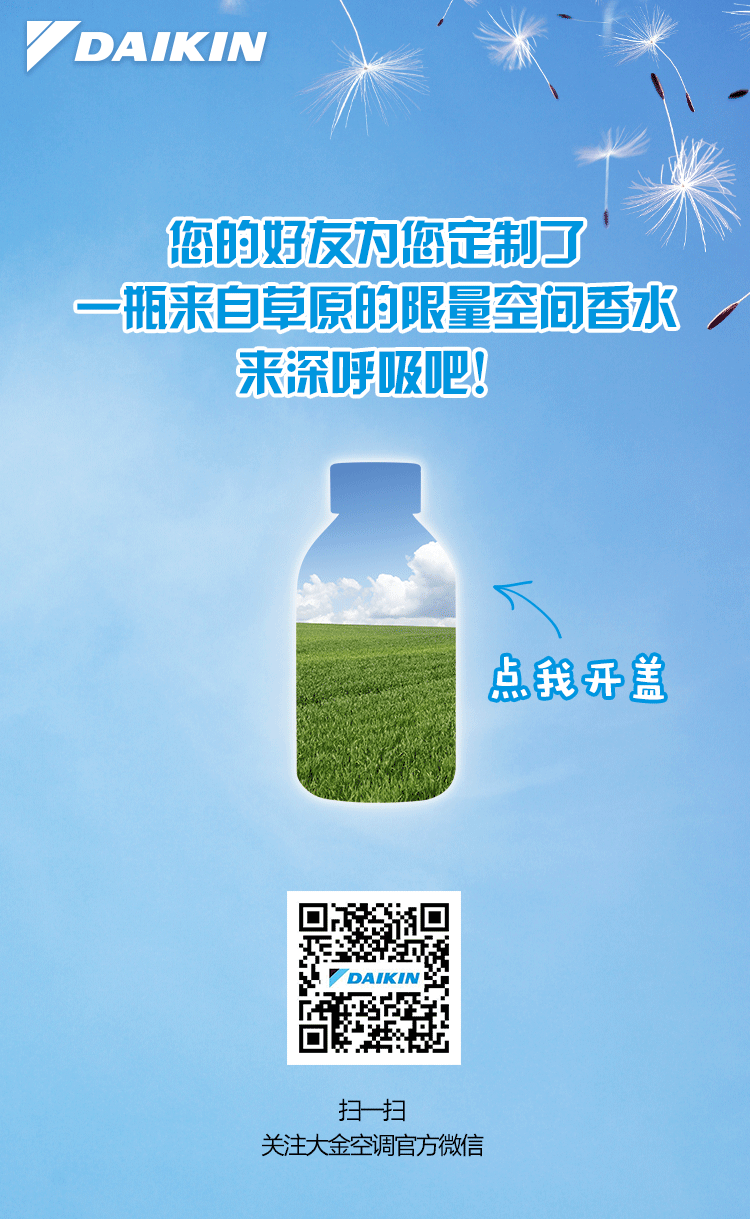 DAIKIN
您的好友为您定制了
一瓶来自草原的限量空间香水
来深呼吸吧!
点我开盖
DAIKIN
扫一扫
关注大金空调官方微信